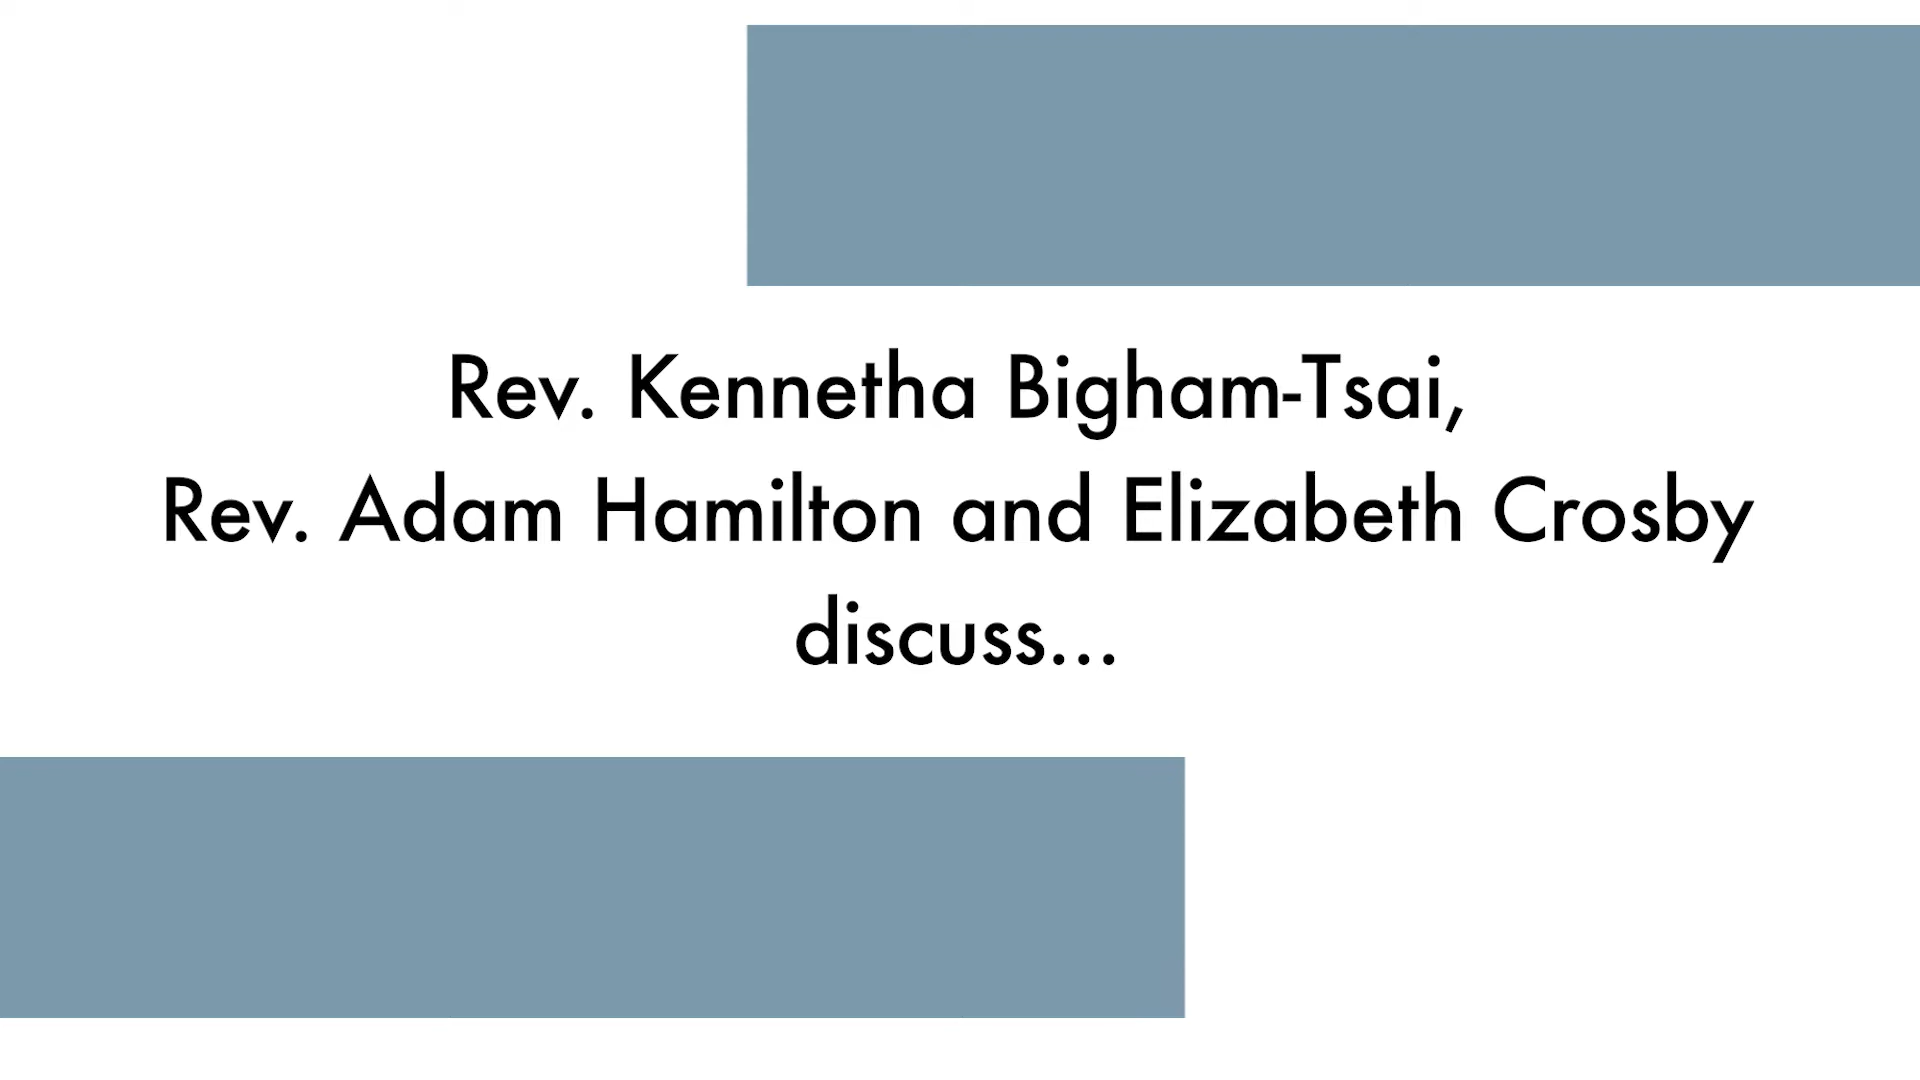 Rev. Kennetha Bigham-Tsai,
Rev. Adam Hamilton and Elizabeth Crosby
discuss...